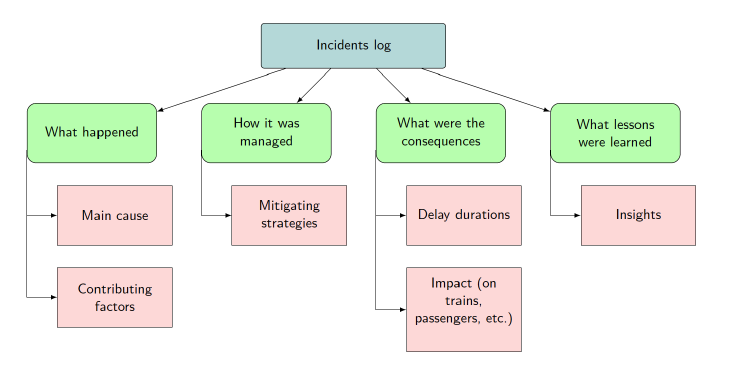 Incidents log
What happened
How it was
managed
What were the
consequences
What lessons
were learned
Main cause
Mitigating
strategies
Delay durations
Insights
Contributing
factors
Impact (on
trains,
passengers, etc.)